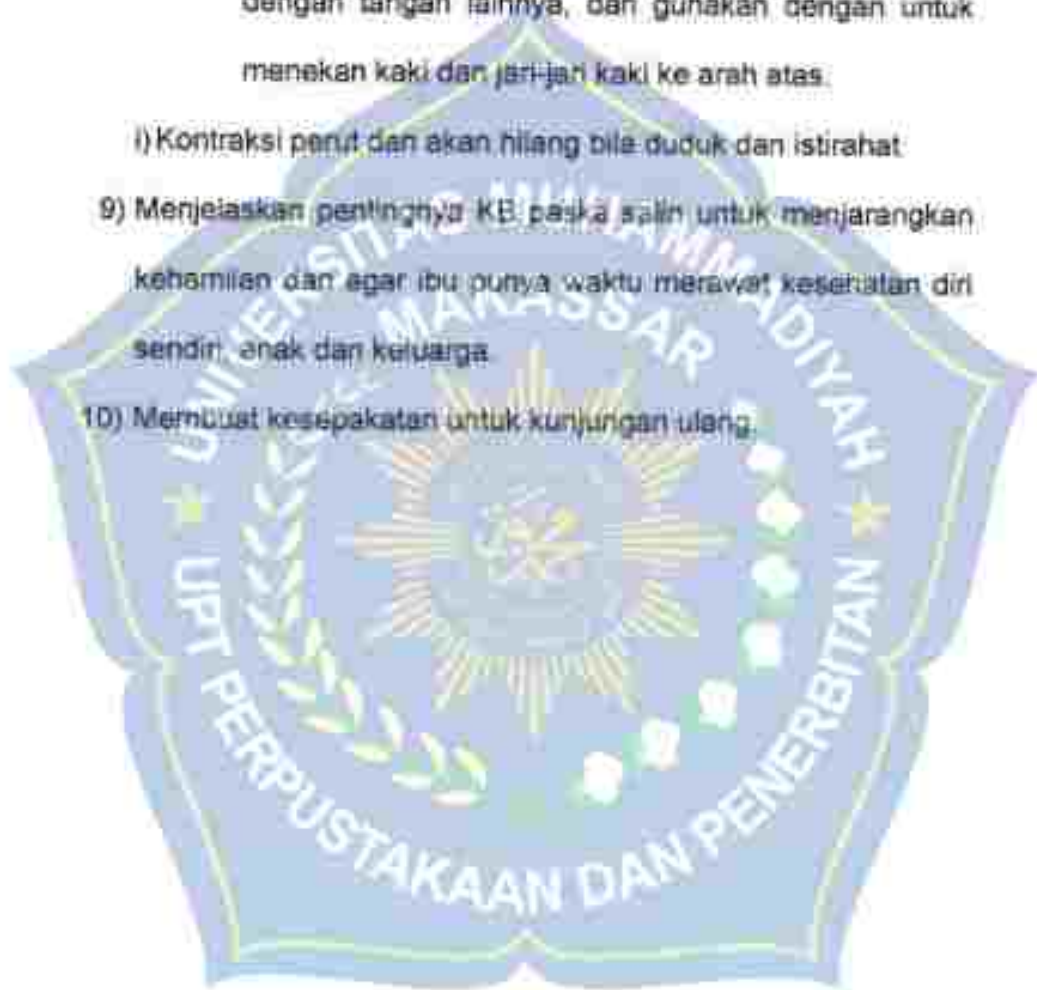 dengan tangan lainnya, dan gunakan dengan untuk
menekan kaki dan jari-jari kaki ke arah atas.
i) Kontraksi perut dan akan hilang bila duduk dan istirahat
9) Menjelaskan pentingnya KB paska salin untuk menjarangkan
kehamilan dan agar ibu punya waktu merawat kesehatan diri
sendiri, anak dan keluarga.
10) Membuat kesepakatan untuk kunjungan ulang.
UNIVERSITAS MUHAMMADIYAH
MAKASSAR
UPT PERPUSTAKAAN DAN PENERBITAN